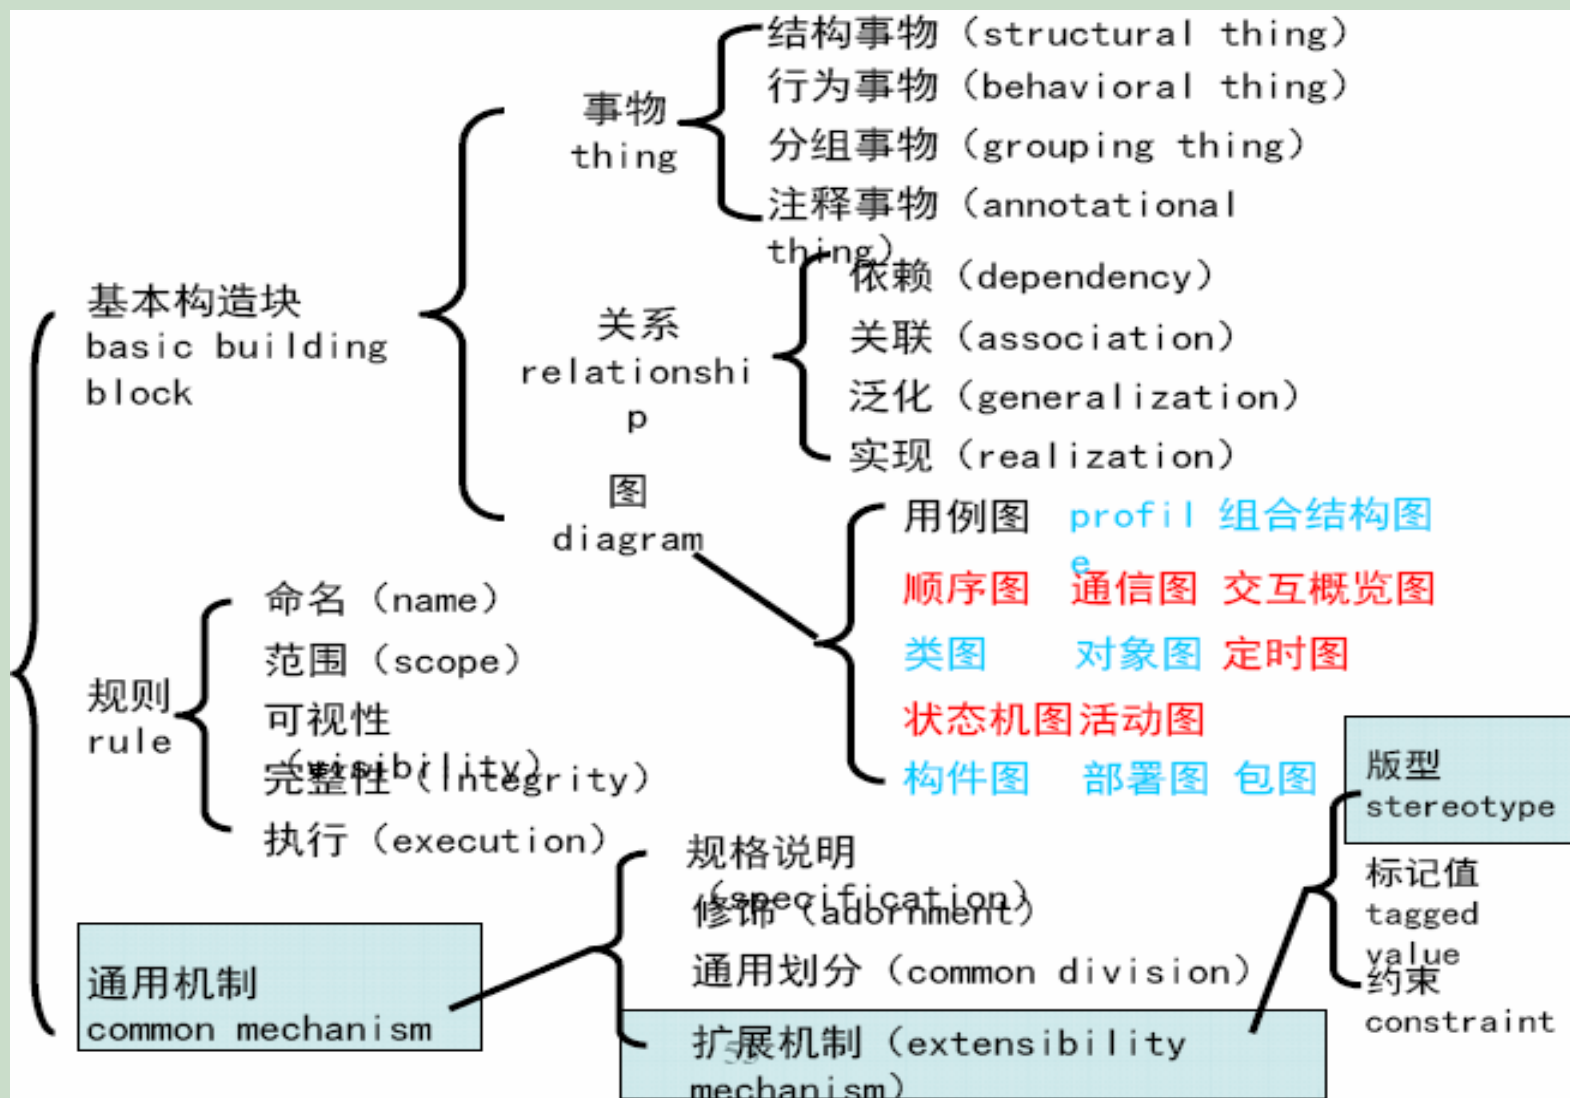 结构事物（structural thing）
行为事物（behavioral thing）
事物
thing
分组事物（grouping thing）
注释事物（annotational
thing）
基本构造块
basic building
block
关系
relationshi
p
依赖（dependency）
关联（association）
泛化（generalization）
实现（realization）
图
diagram
用例图 profil 组合结构图
e
顺序图 通信图 交互概览图
类图 对象图 定时图
状态机图 活动图
构件图 部署图 包图
规则
rule
命名（name）
范围（scope）
可视性
（visibility）
完整性（Integrity）
执行（execution）
通用机制
common mechanism
规格说明
（specification）
修饰（adornment）
通用划分（common division）
扩展机制（extensibility
mechanism）
版型
stereotype
标记值
tagged
value
约束
constraint